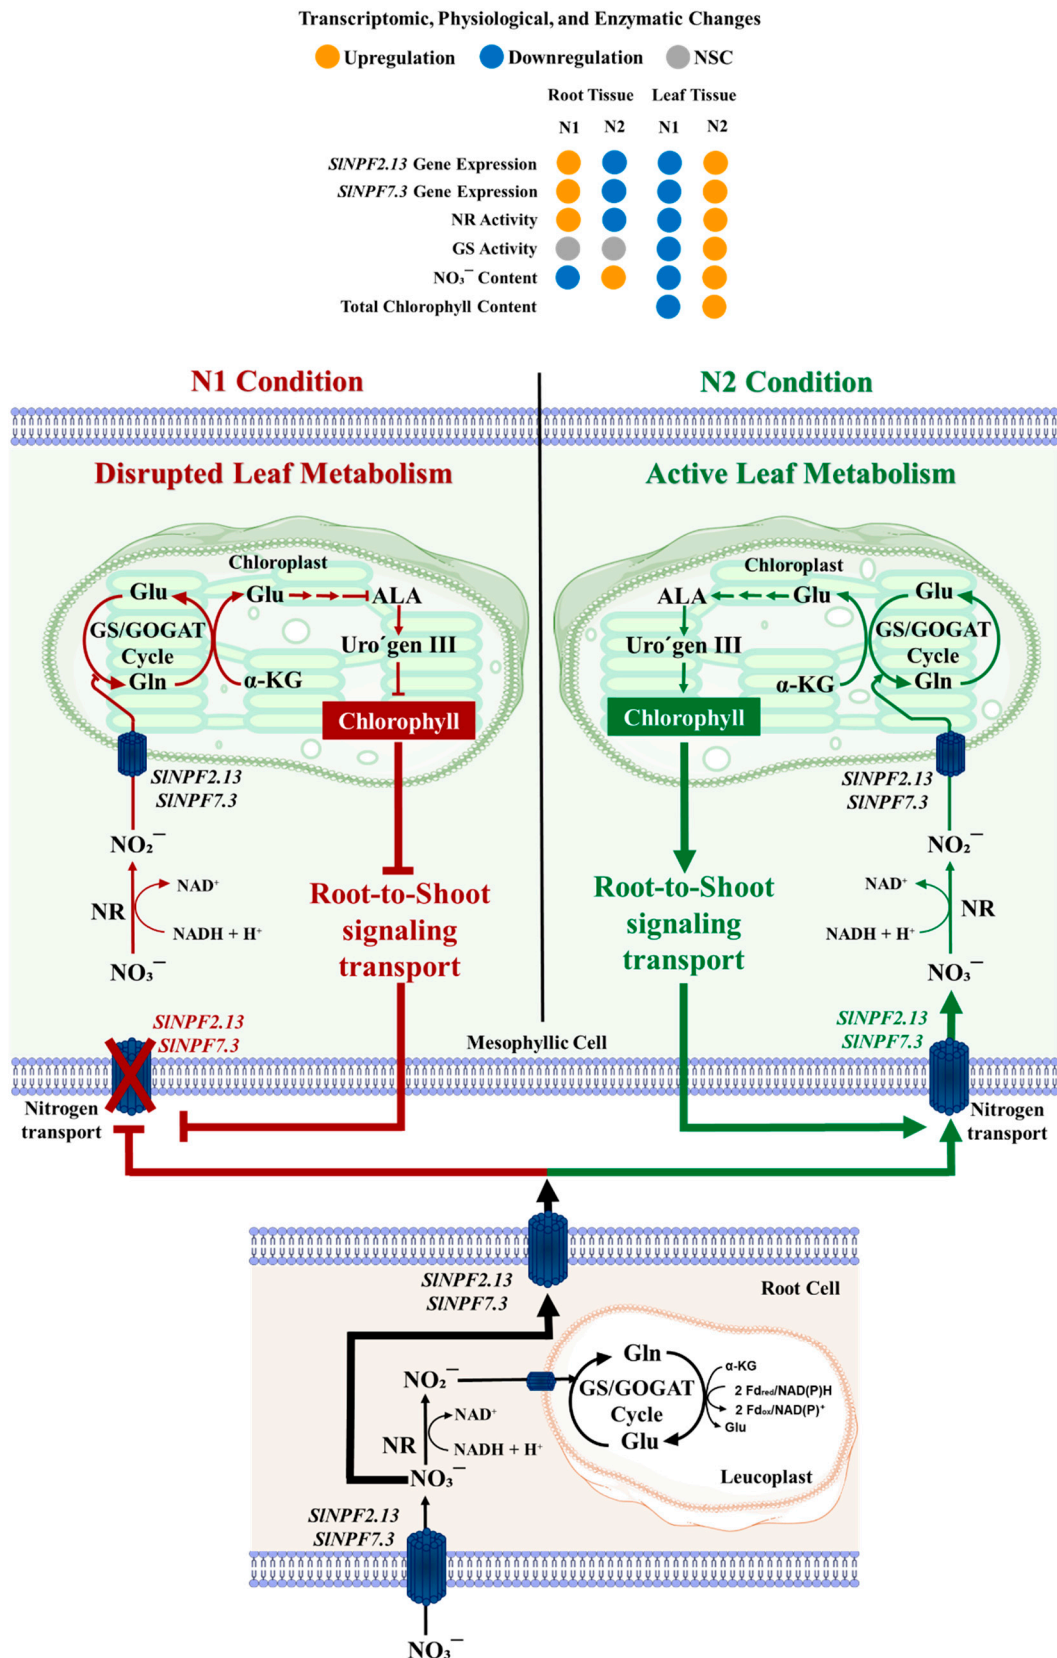 Transcriptomic, Physiological, and Enzymatic Changes
Upregulation Downregulation NSC
Root Tissue Leaf Tissue
N1 N2 N1 N2
SlNPF2.13 Gene Expression
SlNPF7.3 Gene Expression
NR Activity
GS Activity
NO₃⁻ Content
Total Chlorophyll Content
N1 Condition
N2 Condition
Disrupted Leaf Metabolism
Active Leaf Metabolism
Chloroplast
Glu
Glu
ALA
GS/GOGAT
Cycle
Uro´gen III
Gln
α-KG
Chlorophyll
SlNPF2.13
SlNPF7.3
NO₂⁻
NAD⁺
NR
NADH + H⁺
NO₃⁻
Root-to-Shoot
signaling
transport
SlNPF2.13
SlNPF7.3
Nitrogen
transport
Chloroplast
ALA
Glu
Glu
GS/GOGAT
Cycle
Uro´gen III
Gln
α-KG
Chlorophyll
SlNPF2.13
SlNPF7.3
NO₂⁻
NAD⁺
NR
NADH + H⁺
NO₃⁻
Root-to-Shoot
signaling
transport
SlNPF2.13
SlNPF7.3
Mesophyllic Cell
Nitrogen
transport
SlNPF2.13
SlNPF7.3
Root Cell
Gln
α-KG
NO₂⁻
GS/GOGAT
Cycle
2 Fdred/NAD(P)H
2 Fdox/NAD(P)⁺
Glu
Glu
NAD⁺
NR
NADH + H⁺
NO₃⁻
Leucoplast
SlNPF2.13
SlNPF7.3
NO₃⁻